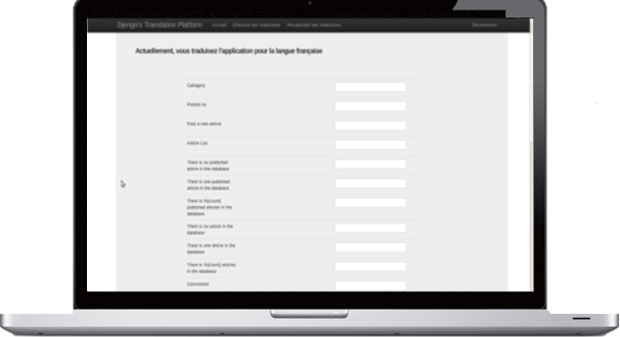 Django's Translation Platform Accueil Effectuer des traductions Récapitulatif des traductions Déconnexion
Actuellement, vous traduisez l'application pour la langue française
Category
Posted on
Post a new article
Article List
There is no published
article in the database
There is one published
article in the database
There is %(count)
published articles in the
database
There is no article in the
database
There is one article in the
database
There is %(count) articles
in the database